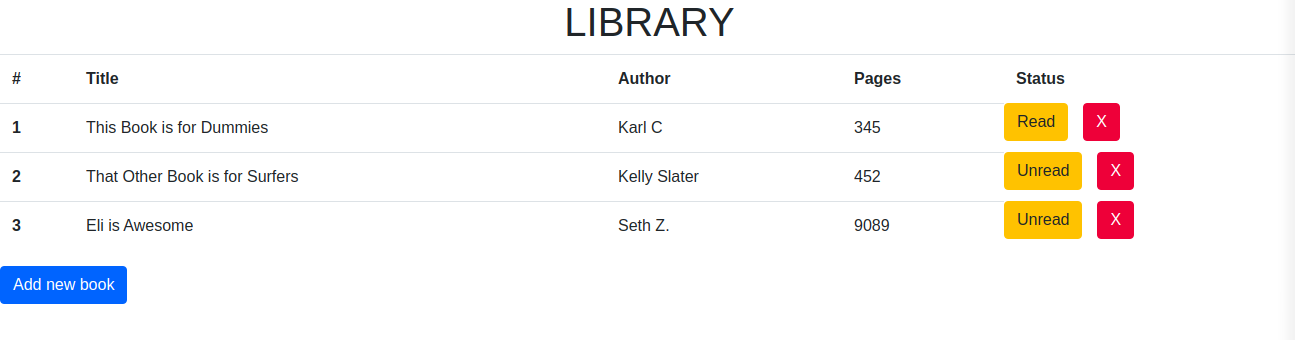 LIBRARY
# Title Author Pages Status
1 This Book is for Dummies Karl C 345 Read X
2 That Other Book is for Surfers Kelly Slater 452 Unread X
3 Eli is Awesome Seth Z. 9089 Unread X
Add new book